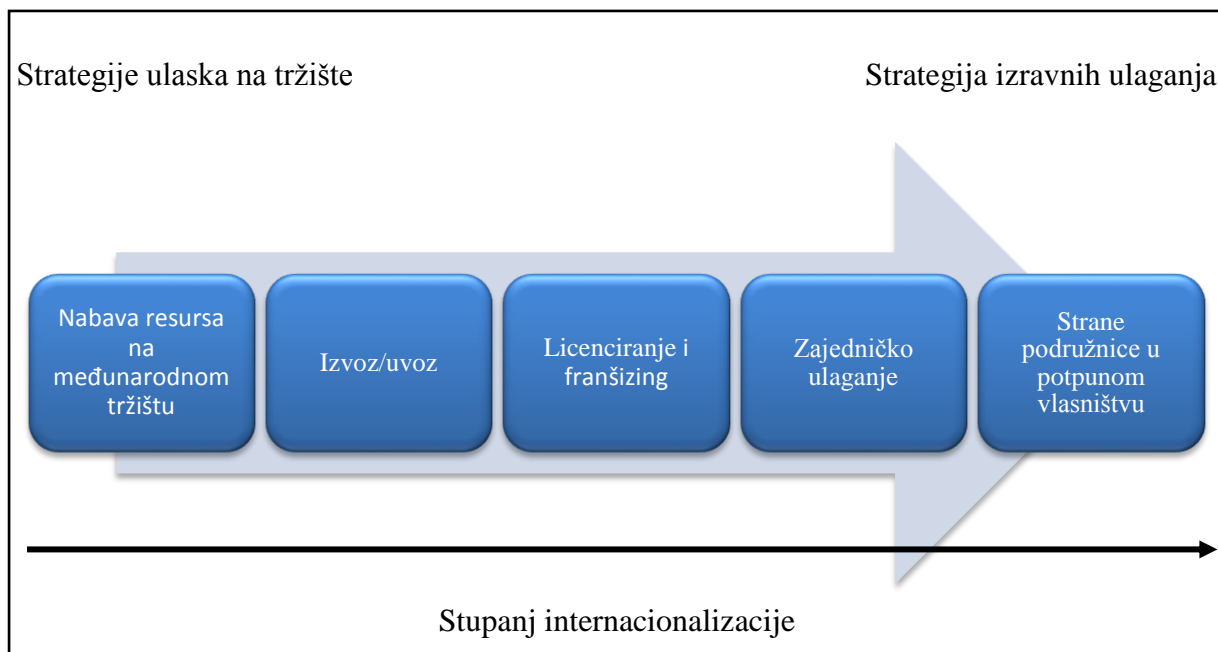 Strategije ulaska na tržište
Strategija izravnih ulaganja
Nabava resursa
na
međunarodnom
tržištu
Izvoz/uvoz
Licenciranje i
franšizing
Zajedničko
ulaganje
Strane
podružnice u
potpunom
vlasništvu
Stupanj internacionalizacije